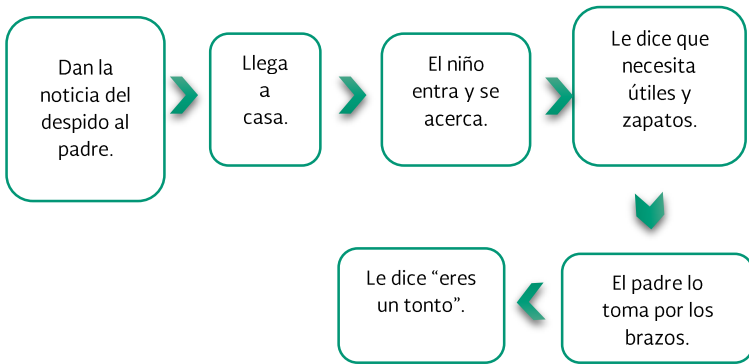 Dan la
noticia del
despido al
padre.
Llega
a
casa.
El niño
entra y se
acerca.
Le dice que
necesita
útiles y
zapatos.
El padre lo
toma por los
brazos.
Le dice “eres
un tonto”.